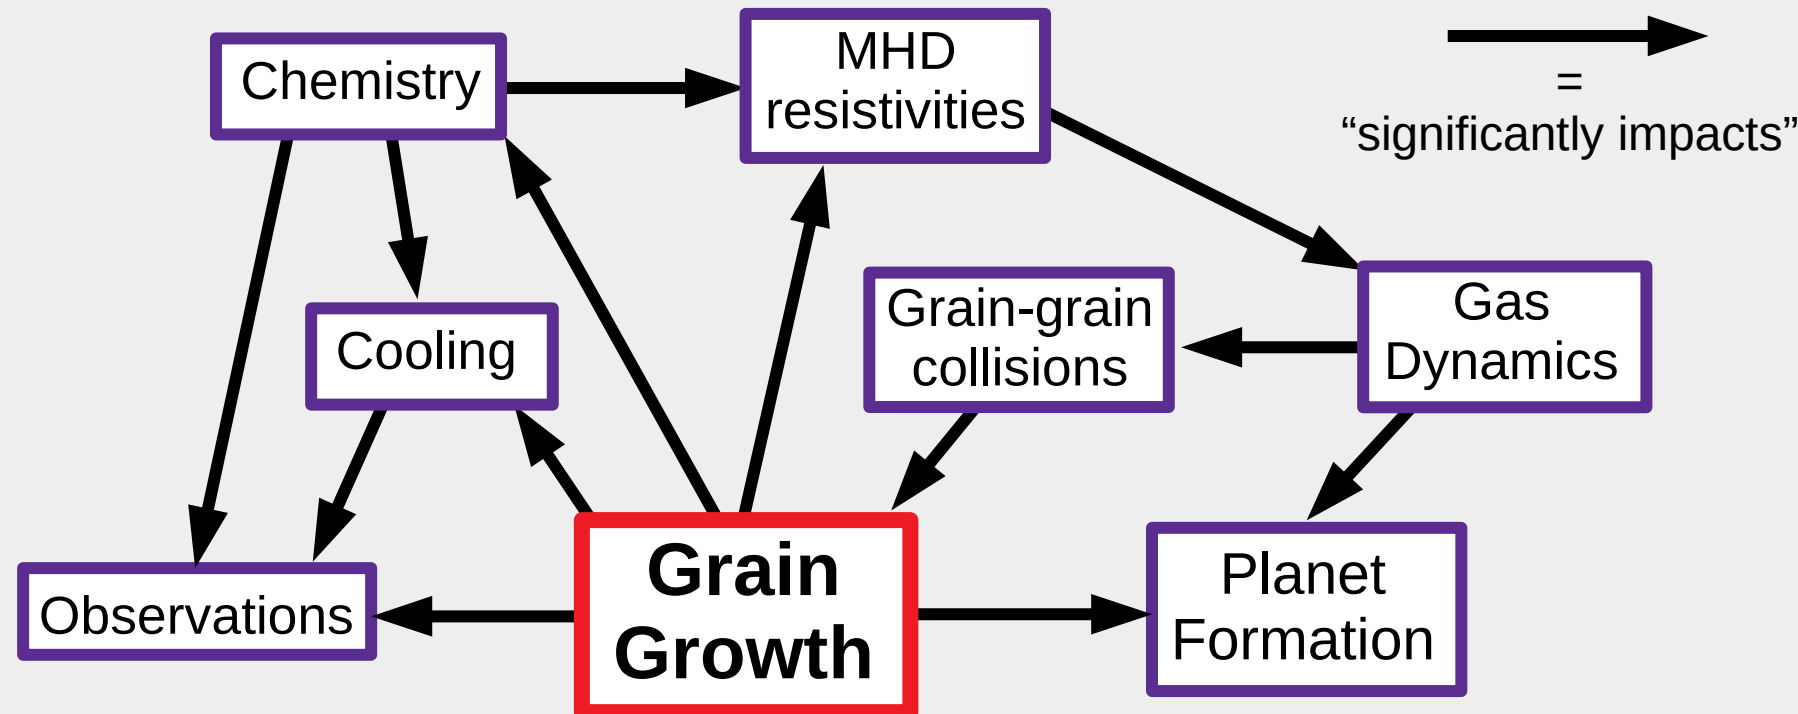 Chemistry
MHD
resistivities
=
“significantly impacts”
Grain-grain
collisions
Gas
Dynamics
Cooling
Observations
Grain
Growth
Planet
Formation